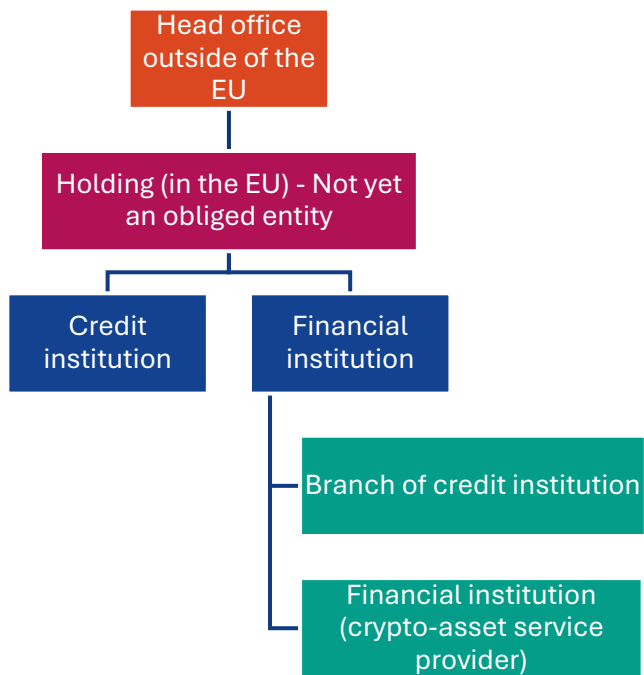 Head office
outside of the
EU
Holding (in the EU) - Not yet
an obliged entity
Credit
institution
Financial
institution
Branch of credit institution
Financial institution
(crypto-asset service
provider)